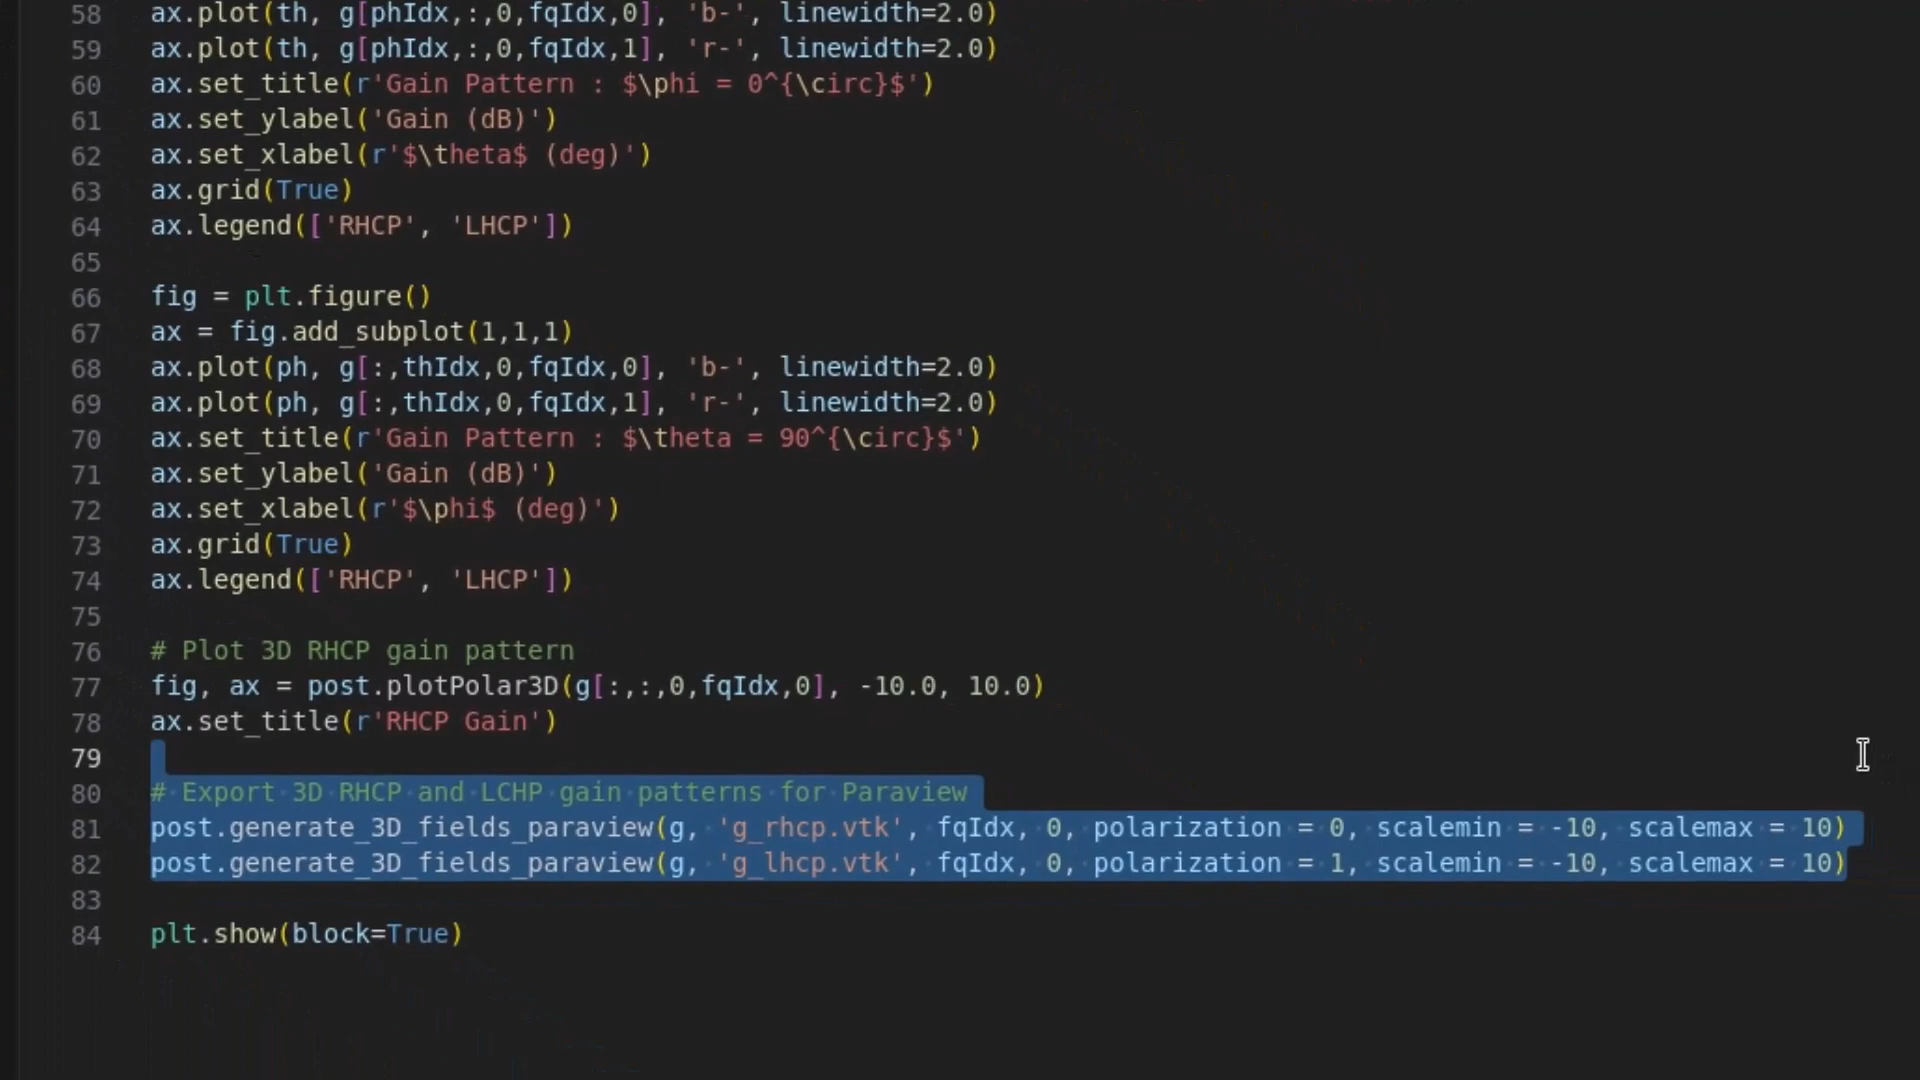 58 ax.plot(th, g[phIdx,:,0,fqIdx,0], 'b-', linewidth=2.0)
59 ax.plot(th, g[phIdx,:,0,fqIdx,1], 'r-', linewidth=2.0)
60 ax.set_title(r'Gain Pattern : $\phi = 0^{\circ}$')
61 ax.set_ylabel('Gain (dB)')
62 ax.set_xlabel(r'$\theta$ (deg)')
63 ax.grid(True)
64 ax.legend(['RHCP', 'LHCP'])
65
66 fig = plt.figure()
67 ax = fig.add_subplot(1,1,1)
68 ax.plot(ph, g[:,thIdx,0,fqIdx,0], 'b-', linewidth=2.0)
69 ax.plot(ph, g[:,thIdx,0,fqIdx,1], 'r-', linewidth=2.0)
70 ax.set_title(r'Gain Pattern : $\theta = 90^{\circ}$')
71 ax.set_ylabel('Gain (dB)')
72 ax.set_xlabel(r'$\phi$ (deg)')
73 ax.grid(True)
74 ax.legend(['RHCP', 'LHCP'])
75
76 # Plot 3D RHCP gain pattern
77 fig, ax = post.plotPolar3D(g[:,:,0,fqIdx,0], -10.0, 10.0)
78 ax.set_title(r'RHCP Gain')
79
80 # Export 3D RHCP and LCHP gain patterns for Paraview
81 post.generate_3D_fields_paraview(g, 'g_rhcp.vtk', fqIdx, 0, polarization = 0, scalemin = -10, scalemax = 10)
82 post.generate_3D_fields_paraview(g, 'g_lhcp.vtk', fqIdx, 0, polarization = 1, scalemin = -10, scalemax = 10)
83
84 plt.show(block=True)